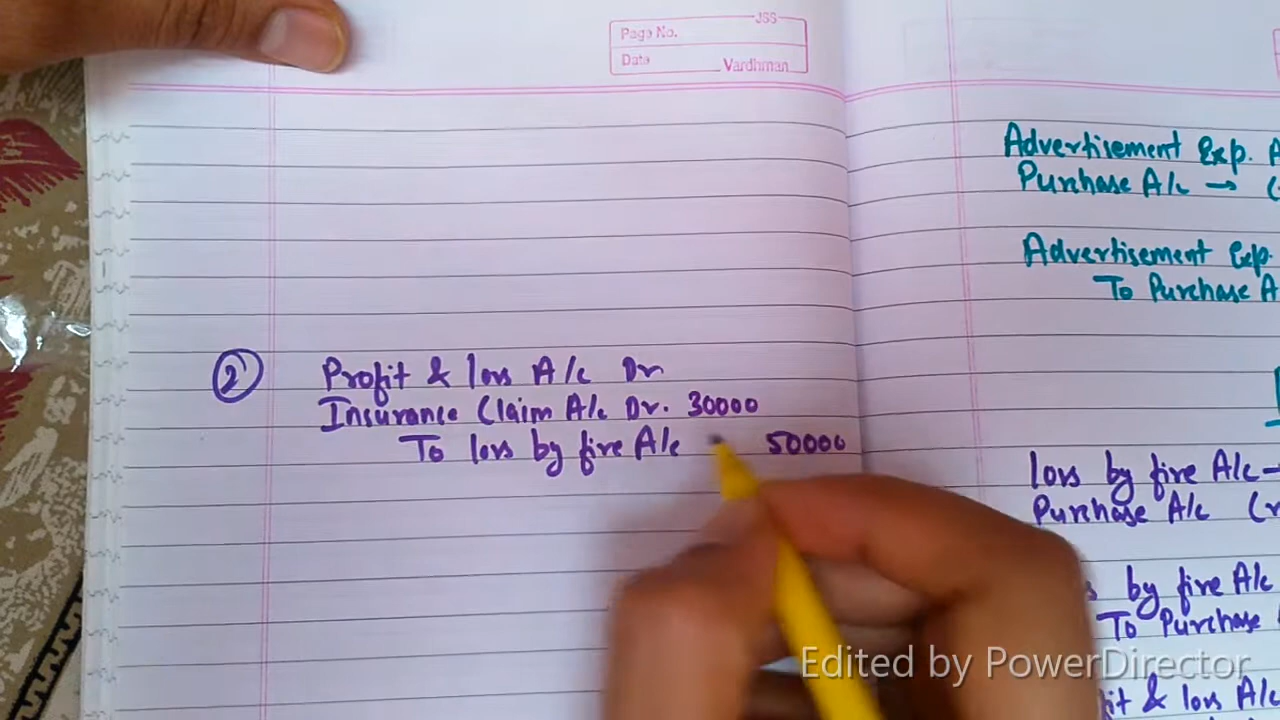 JSS
Page No.
Date
Vardhman
② Profit & loss A/c Dr
Insurance Claim A/c Dr. 30000
To loss by fire A/c 50000
Advertisement Exp. A
Purchase A/c → (
Advertisement Exp.
To Purchase A
loss by fire A/c →
Purchase A/c (
by fire A/c
To Purchase
& loss A/c
Edited by PowerDirector